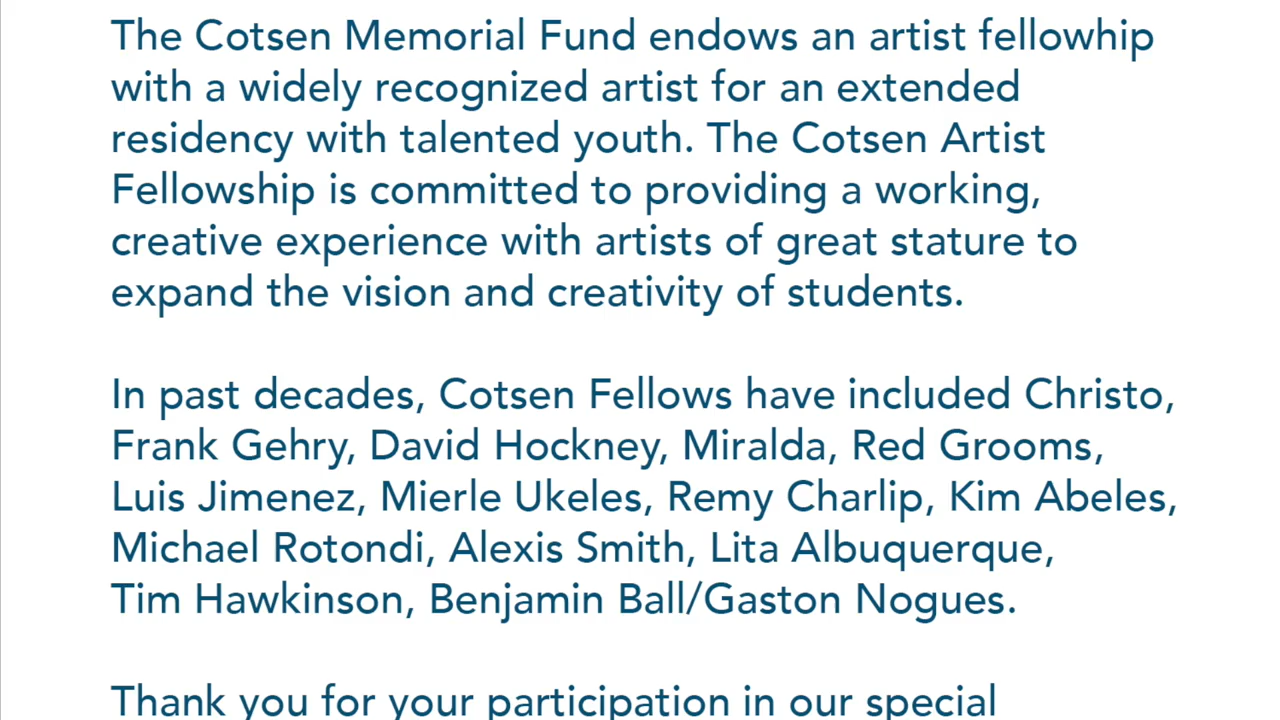 The Cotsen Memorial Fund endows an artist fellowhip
with a widely recognized artist for an extended
residency with talented youth. The Cotsen Artist
Fellowship is committed to providing a working,
creative experience with artists of great stature to
expand the vision and creativity of students.
In past decades, Cotsen Fellows have included Christo,
Frank Gehry, David Hockney, Miralda, Red Grooms,
Luis Jimenez, Mierle Ukeles, Remy Charlip, Kim Abeles,
Michael Rotondi, Alexis Smith, Lita Albuquerque,
Tim Hawkinson, Benjamin Ball/Gaston Nogues.
Thank you for your participation in our special